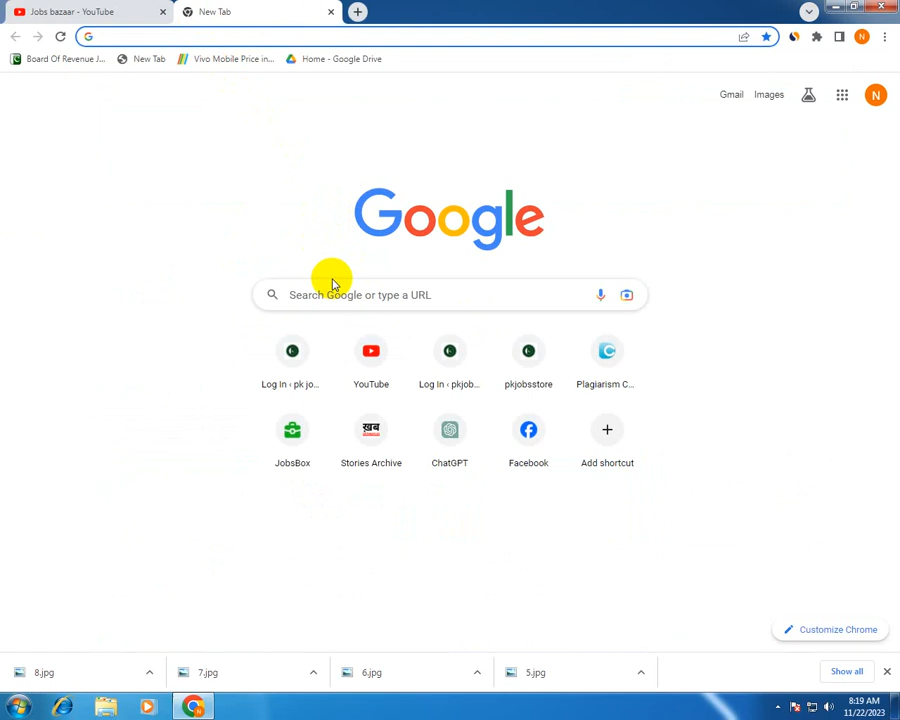 Jobs bazaar - YouTube
New Tab
Board Of Revenue J...
New Tab
Vivo Mobile Price in...
Home - Google Drive
Gmail
Images
N
N
Google
Search Google or type a URL
Log In ‹ pk jo...
YouTube
Log In ‹ pkjob...
pkjobsstore
Plagiarism C...
ख़बर
JobsBox
Stories Archive
ChatGPT
Facebook
Add shortcut
Customize Chrome
8.jpg
7.jpg
6.jpg
5.jpg
Show all
8:19 AM
11/22/2023